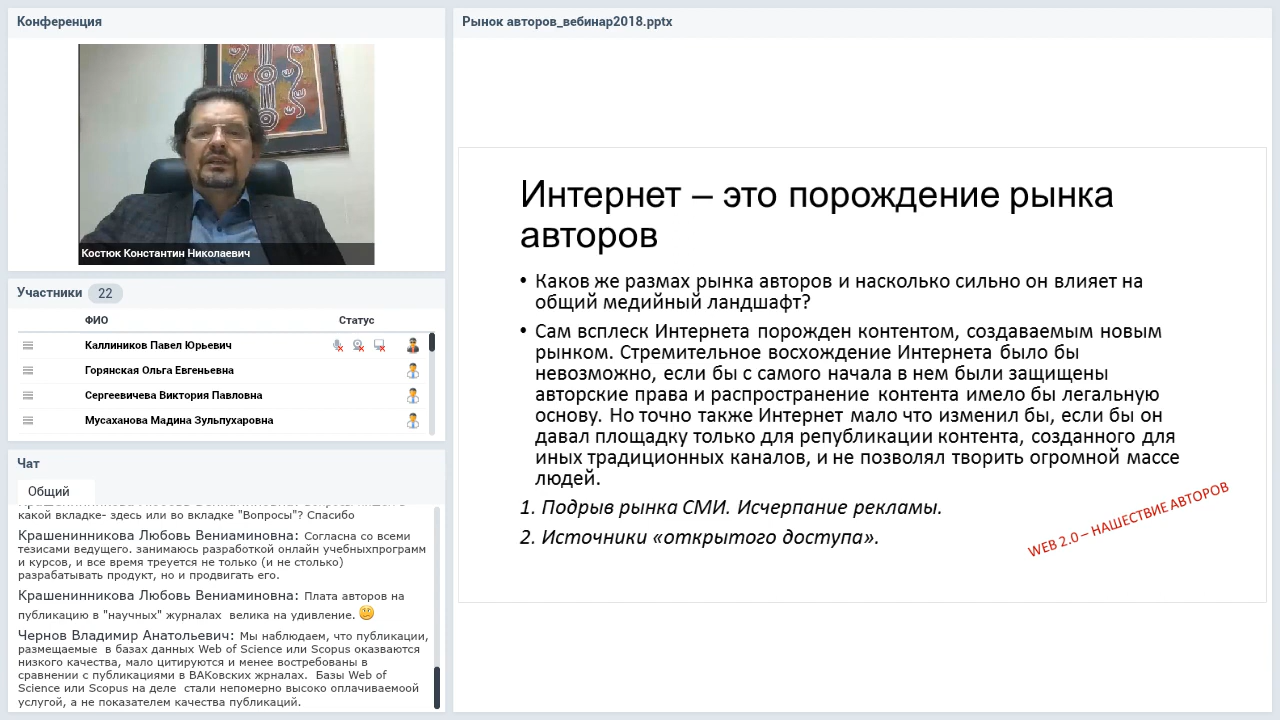 Конференция
Костюк Константин Николаевич
Участники 22
ФИО Статус
Каллиников Павел Юрьевич
Горянская Ольга Евгеньевна
Сергеевичева Виктория Павловна
Мусаханова Мадина Зульпухаровна
Чат
Общий
какой вкладке- здесь или во вкладке "Вопросы"? Спасибо
Крашенинникова Любовь Вениаминовна: Согласна со всеми
тезисами ведущего. занимаюсь разработкой онлайн учебныхпрограмм
и курсов, и все время треуется не только (и не столько)
разрабатывать продукт, но и продвигать его.
Крашенинникова Любовь Вениаминовна: Плата авторов на
публикацию в "научных" журналах велика на удивление.
Чернов Владимир Анатольевич: Мы наблюдаем, что публикации,
размещаемые в базах данных Web of Science или Scopus оказваются
низкого качества, мало цитируются и менее востребованы в
сравнении с публикациями в ВАКовских жрналах. Базы Web of
Science или Scopus на деле стали непомерно высоко оплачиваемоой
услугой, а не показателем качества публикаций.
Рынок авторов_вебинар2018.pptx
Интернет – это порождение рынка
авторов
• Каков же размах рынка авторов и насколько сильно он влияет на
общий медийный ландшафт?
• Сам всплеск Интернета порожден контентом, создаваемым новым
рынком. Стремительное восхождение Интернета было бы
невозможно, если бы с самого начала в нем были защищены
авторские права и распространение контента имело бы легальную
основу. Но точно также Интернет мало что изменил бы, если бы он
давал площадку только для републикации контента, созданного для
иных традиционных каналов, и не позволял творить огромной массе
людей.
1. Подрыв рынка СМИ. Исчерпание рекламы.
2. Источники «открытого доступа».
WEB 2.0 – НАШЕСТВИЕ АВТОРОВ